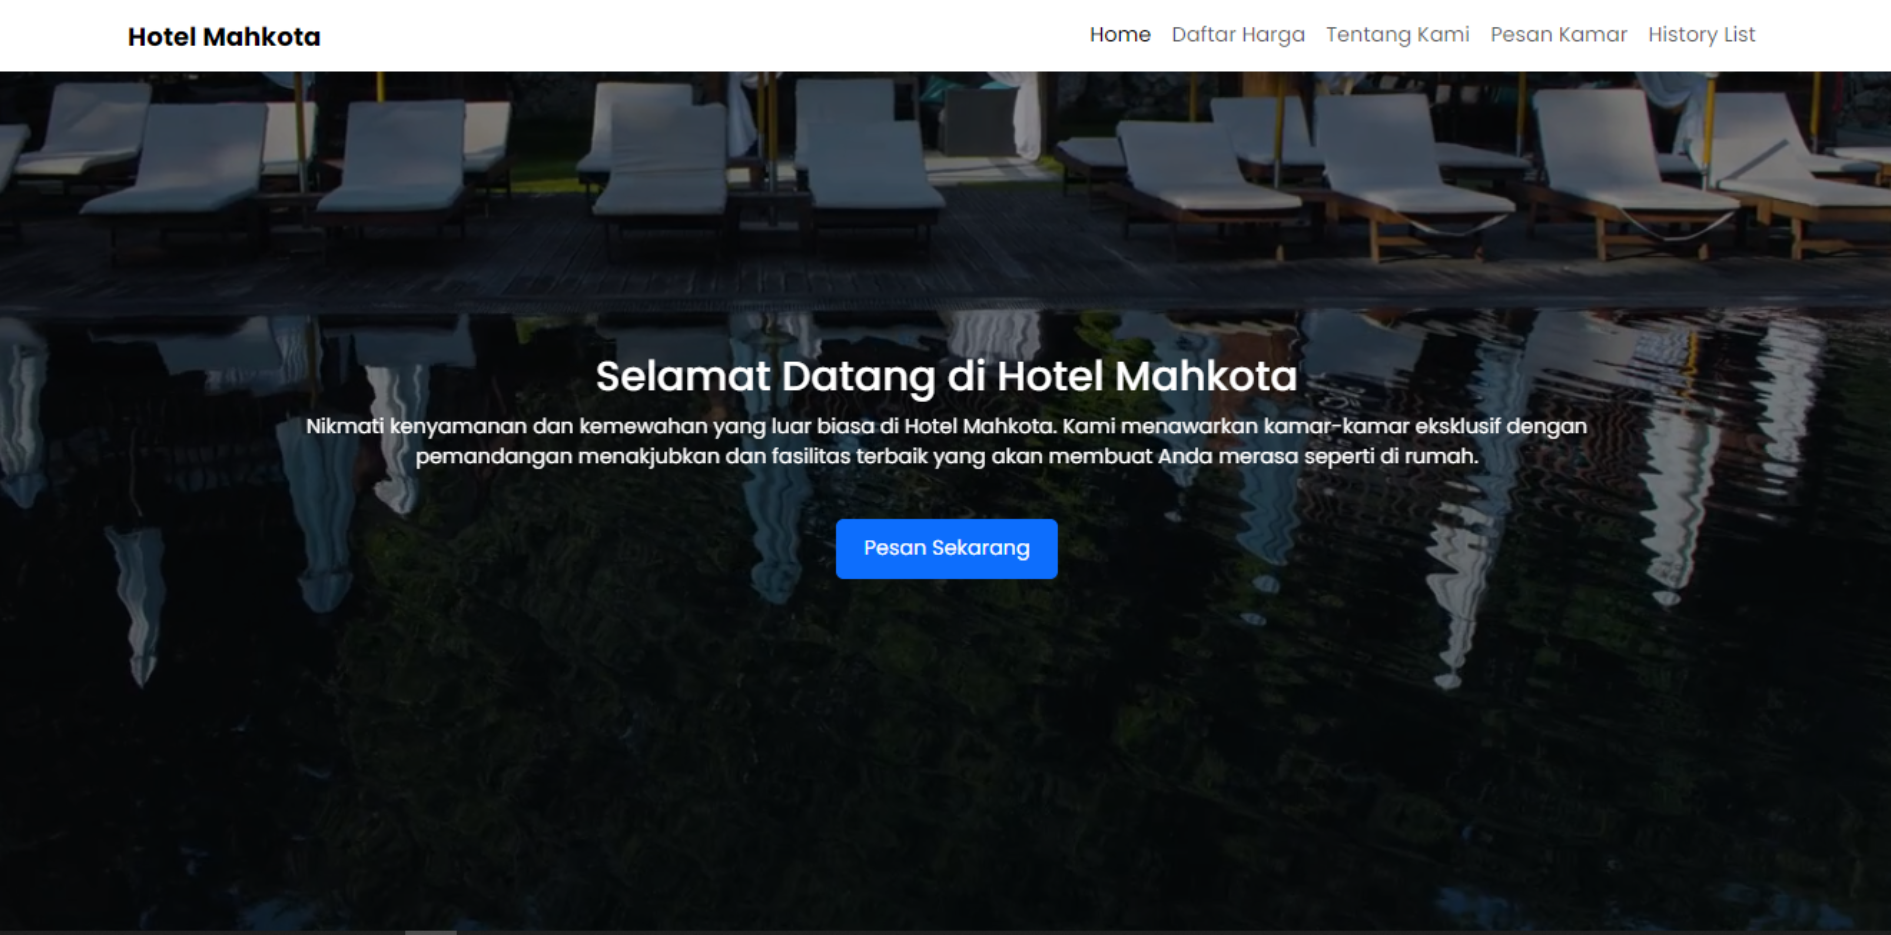 Hotel Mahkota
Home Daftar Harga Tentang Kami Pesan Kamar History List
Selamat Datang di Hotel Mahkota
Nikmati kenyamanan dan kemewahan yang luar biasa di Hotel Mahkota. Kami menawarkan kamar-kamar eksklusif dengan
pemandangan menakjubkan dan fasilitas terbaik yang akan membuat Anda merasa seperti di rumah.
Pesan Sekarang